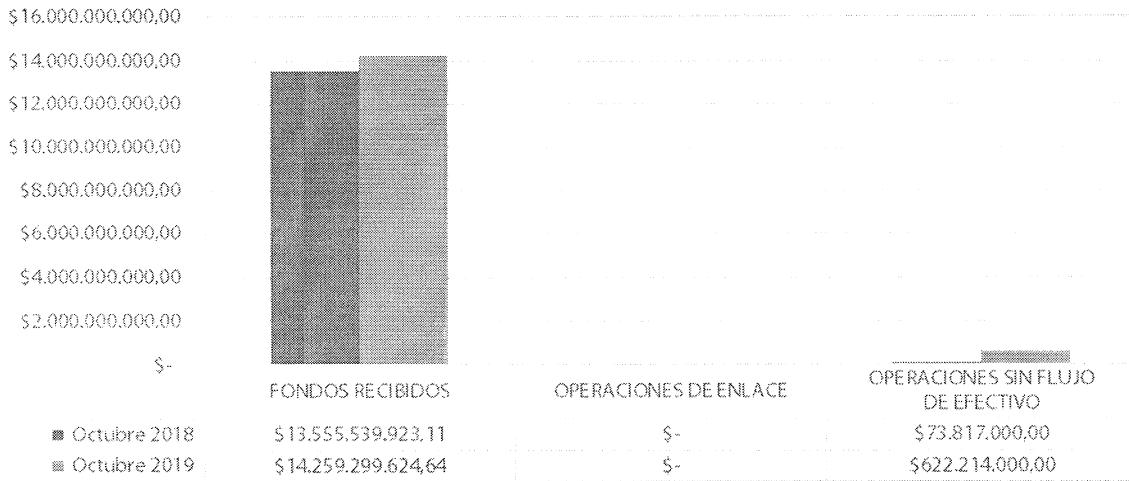 $16.000.000.000,00
$14.000.000.000,00
$12.000.000.000,00
$10.000.000.000,00
$8.000.000.000,00
$6.000.000.000,00
$4.000.000.000,00
$2.000.000.000,00
$-
FONDOS RECIBIDOS
OPERACIONES DE ENLACE
OPERACIONES SIN FLUJO
DE EFECTIVO
Octubre 2018 $13.555.539.923,11 $- $73.817.000,00
Octubre 2019 $14.259.299.624,64 $- $622.214.000,00